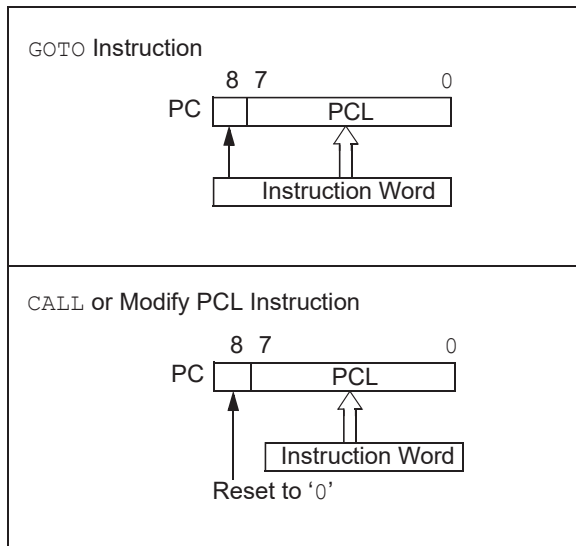 GOTO Instruction
8 7 0
PC PCL
Instruction Word
CALL or Modify PCL Instruction
8 7 0
PC PCL
Instruction Word
Reset to ‘0’